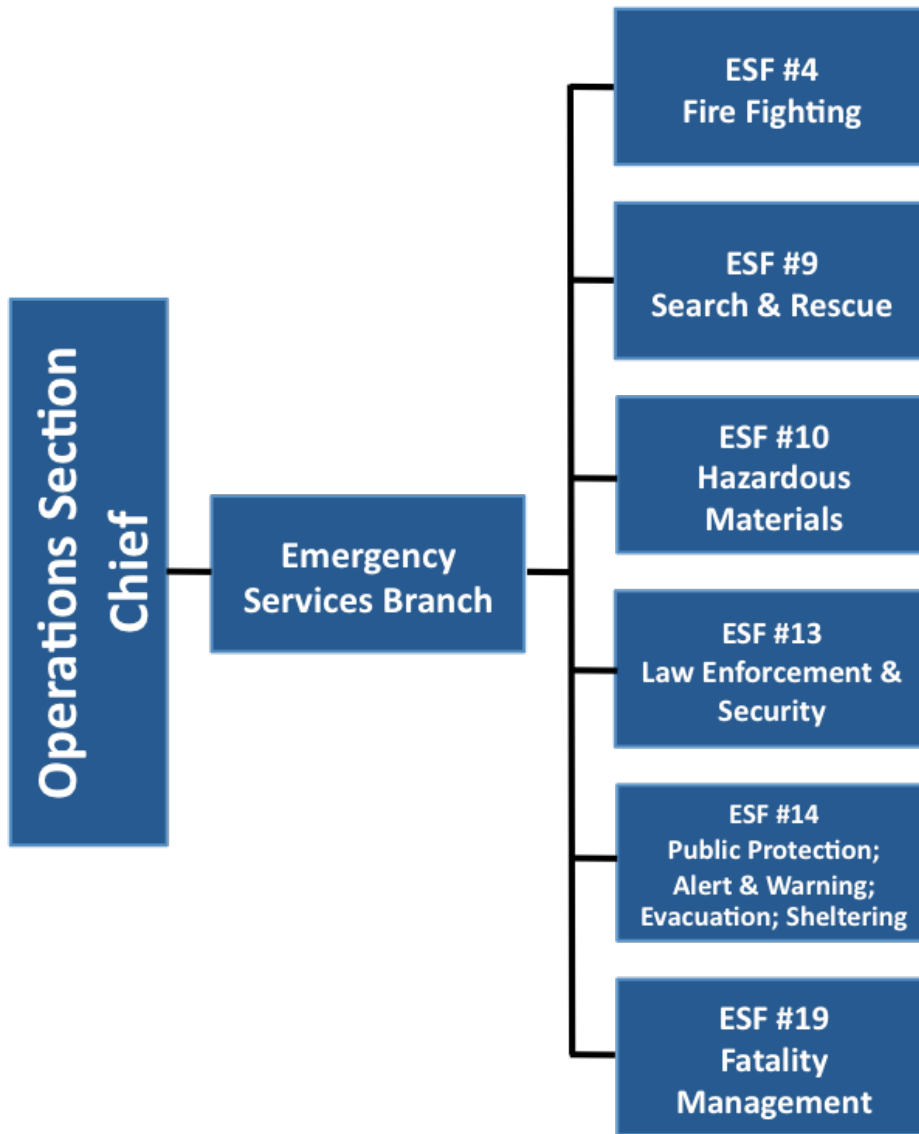 Operations Section
Chief
Emergency
Services Branch
ESF #4
Fire Fighting
ESF #9
Search & Rescue
ESF #10
Hazardous
Materials
ESF #13
Law Enforcement &
Security
ESF #14
Public Protection;
Alert & Warning;
Evacuation; Sheltering
ESF #19
Fatality
Management